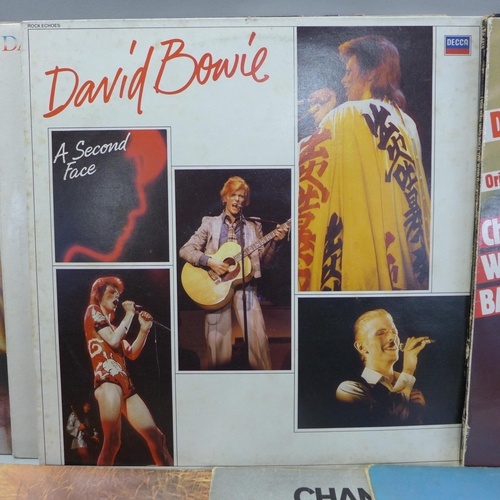 ROCK ECHOES
David Bowie
DECCA
A Second
Face
DA
Ori
Ch
W
BA
CHAN